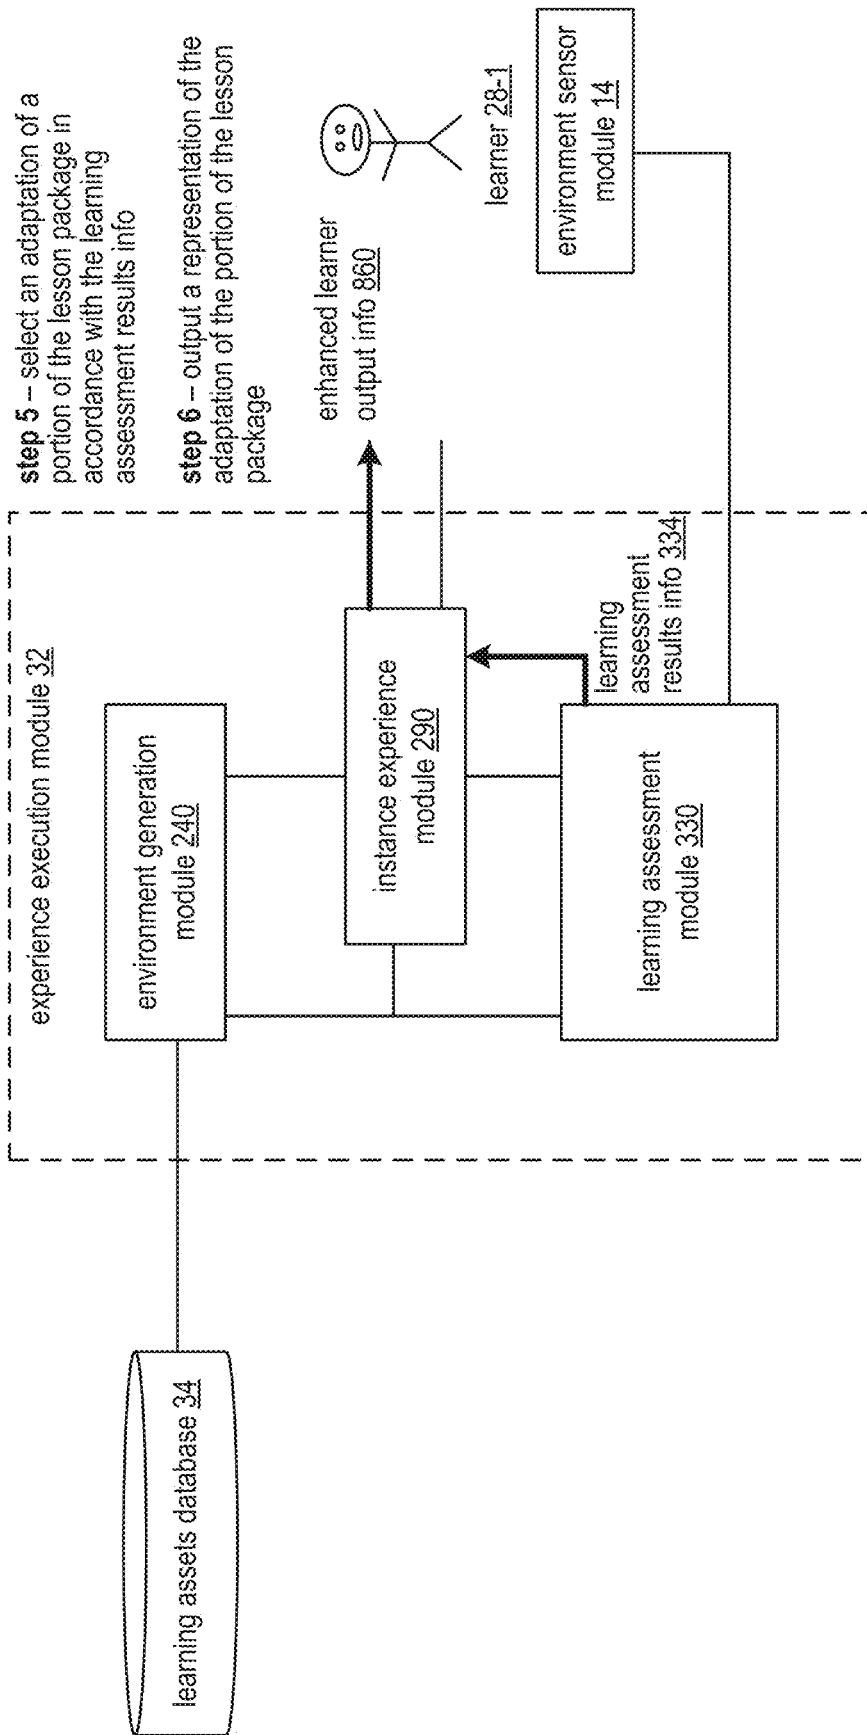 step 5 – select an adaptation of a
portion of the lesson package in
accordance with the learning
assessment results info
step 6 – output a representation of the
adaptation of the portion of the lesson
package
experience execution module 32
learning assets database 34
environment generation
module 240
instance experience
module 290
enhanced learner
output info 860
learner 28-1
learning
assessment
results info 334
learning assessment
module 330
environment sensor
module 14